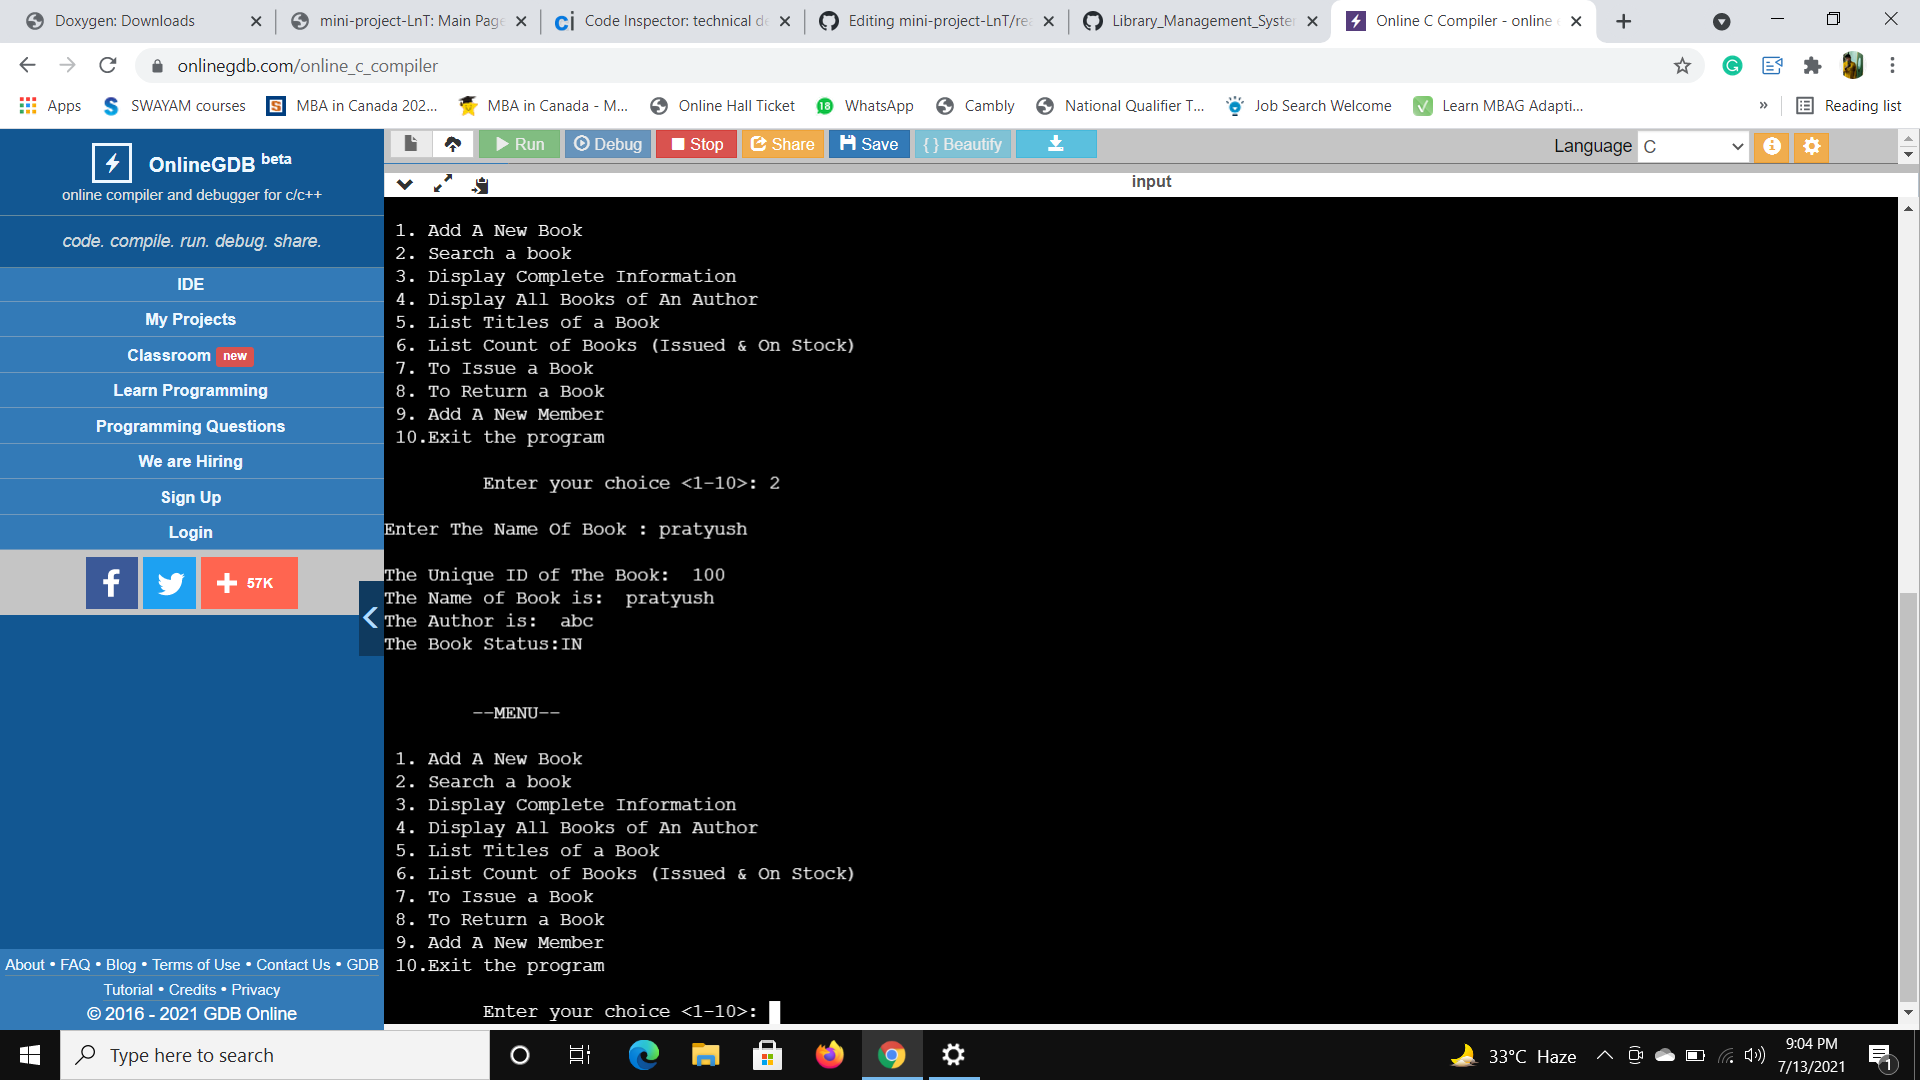 Doxygen: Downloads
mini-project-LnT: Main Page
Code Inspector: technical de
Editing mini-project-LnT/rea
Library_Management_Syste
Online C Compiler - online
onlinegdb.com/online_c_compiler
Apps
SWAYAM courses
MBA in Canada 202...
MBA in Canada - M...
Online Hall Ticket
18
WhatsApp
Cambly
National Qualifier T...
Job Search Welcome
Learn MBAG Adapti...
»
Reading list
OnlineGDB beta
online compiler and debugger for c/c++
code. compile. run. debug. share.
IDE
My Projects
Classroom new
Learn Programming
Programming Questions
We are Hiring
Sign Up
Login
57K
About • FAQ • Blog • Terms of Use • Contact Us • GDB
Tutorial • Credits • Privacy
© 2016 - 2021 GDB Online
Run
Debug
Stop
Share
Save
{ } Beautify
Language C
input
1. Add A New Book
2. Search a book
3. Display Complete Information
4. Display All Books of An Author
5. List Titles of a Book
6. List Count of Books (Issued & On Stock)
7. To Issue a Book
8. To Return a Book
9. Add A New Member
10.Exit the program
Enter your choice <1-10>: 2
Enter The Name Of Book : pratyush
The Unique ID of The Book:  100
The Name of Book is:  pratyush
The Author is:  abc
The Book Status:IN
--MENU--
1. Add A New Book
2. Search a book
3. Display Complete Information
4. Display All Books of An Author
5. List Titles of a Book
6. List Count of Books (Issued & On Stock)
7. To Issue a Book
8. To Return a Book
9. Add A New Member
10.Exit the program
Enter your choice <1-10>:
Type here to search
33°C Haze
9:04 PM
7/13/2021
1